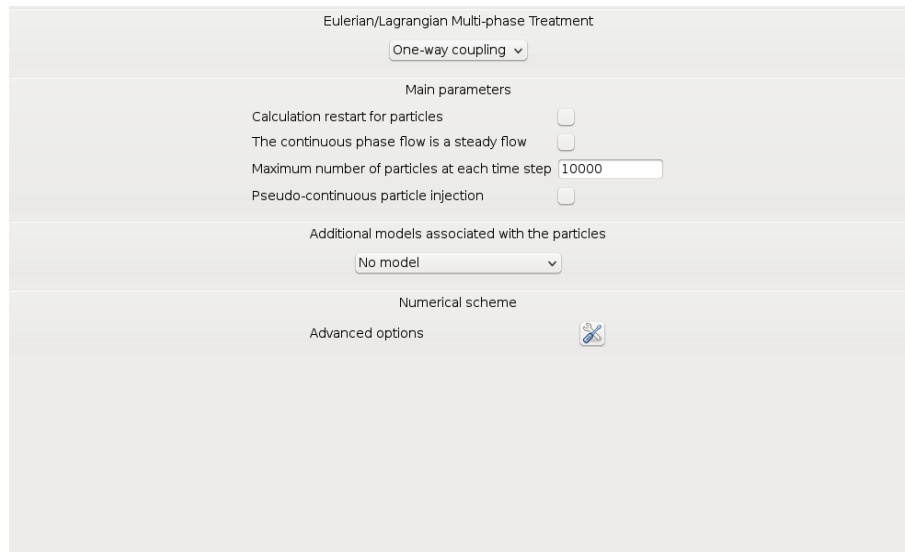 Eulerian/Lagrangian Multi-phase Treatment
One-way coupling
Main parameters
Calculation restart for particles
The continuous phase flow is a steady flow
Maximum number of particles at each time step 10000
Pseudo-continuous particle injection
Additional models associated with the particles
No model
Numerical scheme
Advanced options